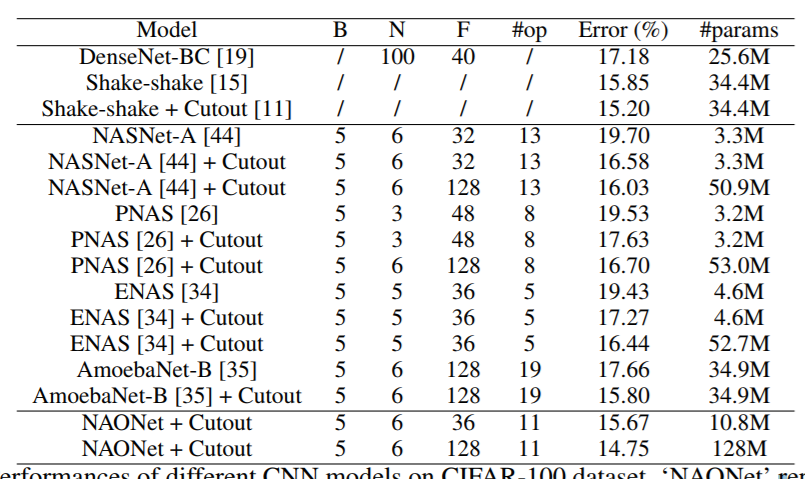 Model B N F #op Error (%) #params
DenseNet-BC [19] / 100 40 / 17.18 25.6M
Shake-shake [15] / / / / 15.85 34.4M
Shake-shake + Cutout [11] / / / / 15.20 34.4M
NASNet-A [44] 5 6 32 13 19.70 3.3M
NASNet-A [44] + Cutout 5 6 32 13 16.58 3.3M
NASNet-A [44] + Cutout 5 6 128 13 16.03 50.9M
PNAS [26] 5 3 48 8 19.53 3.2M
PNAS [26] + Cutout 5 3 48 8 17.63 3.2M
PNAS [26] + Cutout 5 6 128 8 16.70 53.0M
ENAS [34] 5 5 36 5 19.43 4.6M
ENAS [34] + Cutout 5 5 36 5 17.27 4.6M
ENAS [34] + Cutout 5 5 36 5 16.44 52.7M
AmoebaNet-B [35] 5 6 128 19 17.66 34.9M
AmoebaNet-B [35] + Cutout 5 6 128 19 15.80 34.9M
NAONet + Cutout 5 6 36 11 15.67 10.8M
NAONet + Cutout 5 6 128 11 14.75 128M
erformances of different CNN models on CIFAR-100 dataset. ‘NAONet’ rep